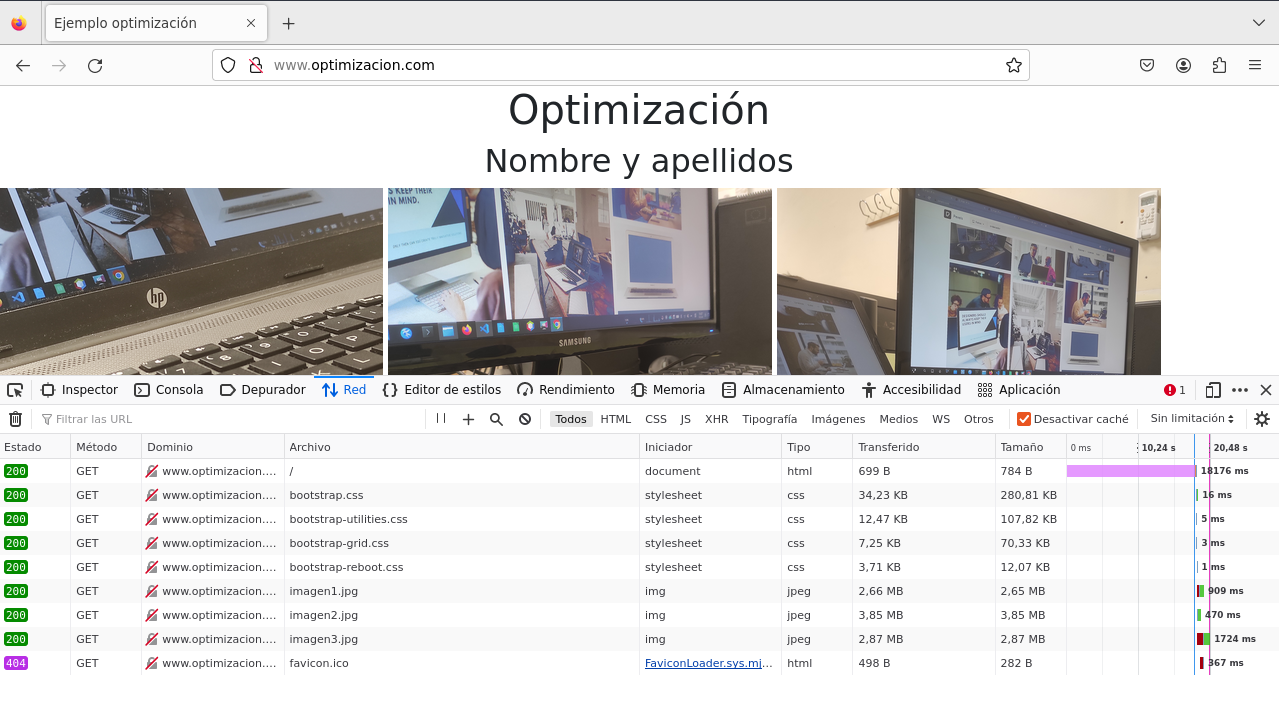 Ejemplo optimización
www.optimizacion.com
Optimización
Nombre y apellidos
S KEEP THEIR
IN MIND.
hp
SAMSUNG
Inspector Consola Depurador Red Editor de estilos Rendimiento Memoria Almacenamiento Accesibilidad Aplicación 1
Filtrar las URL Todos HTML CSS JS XHR Tipografía Imágenes Medios WS Otros Desactivar caché Sin limitación
Estado Método Dominio Archivo Iniciador Tipo Transferido Tamaño 0 ms 10,24 s 20,48 s
200 GET www.optimizacion.... / document html 699 B 784 B 18176 ms
200 GET www.optimizacion.... bootstrap.css stylesheet css 34,23 KB 280,81 KB 16 ms
200 GET www.optimizacion.... bootstrap-utilities.css stylesheet css 12,47 KB 107,82 KB 5 ms
200 GET www.optimizacion.... bootstrap-grid.css stylesheet css 7,25 KB 70,33 KB 3 ms
200 GET www.optimizacion.... bootstrap-reboot.css stylesheet css 3,71 KB 12,07 KB 1 ms
200 GET www.optimizacion.... imagen1.jpg img jpeg 2,66 MB 2,65 MB 909 ms
200 GET www.optimizacion.... imagen2.jpg img jpeg 3,85 MB 3,85 MB 470 ms
200 GET www.optimizacion.... imagen3.jpg img jpeg 2,87 MB 2,87 MB 1724 ms
404 GET www.optimizacion.... favicon.ico FaviconLoader.sys.mj... html 498 B 282 B 367 ms